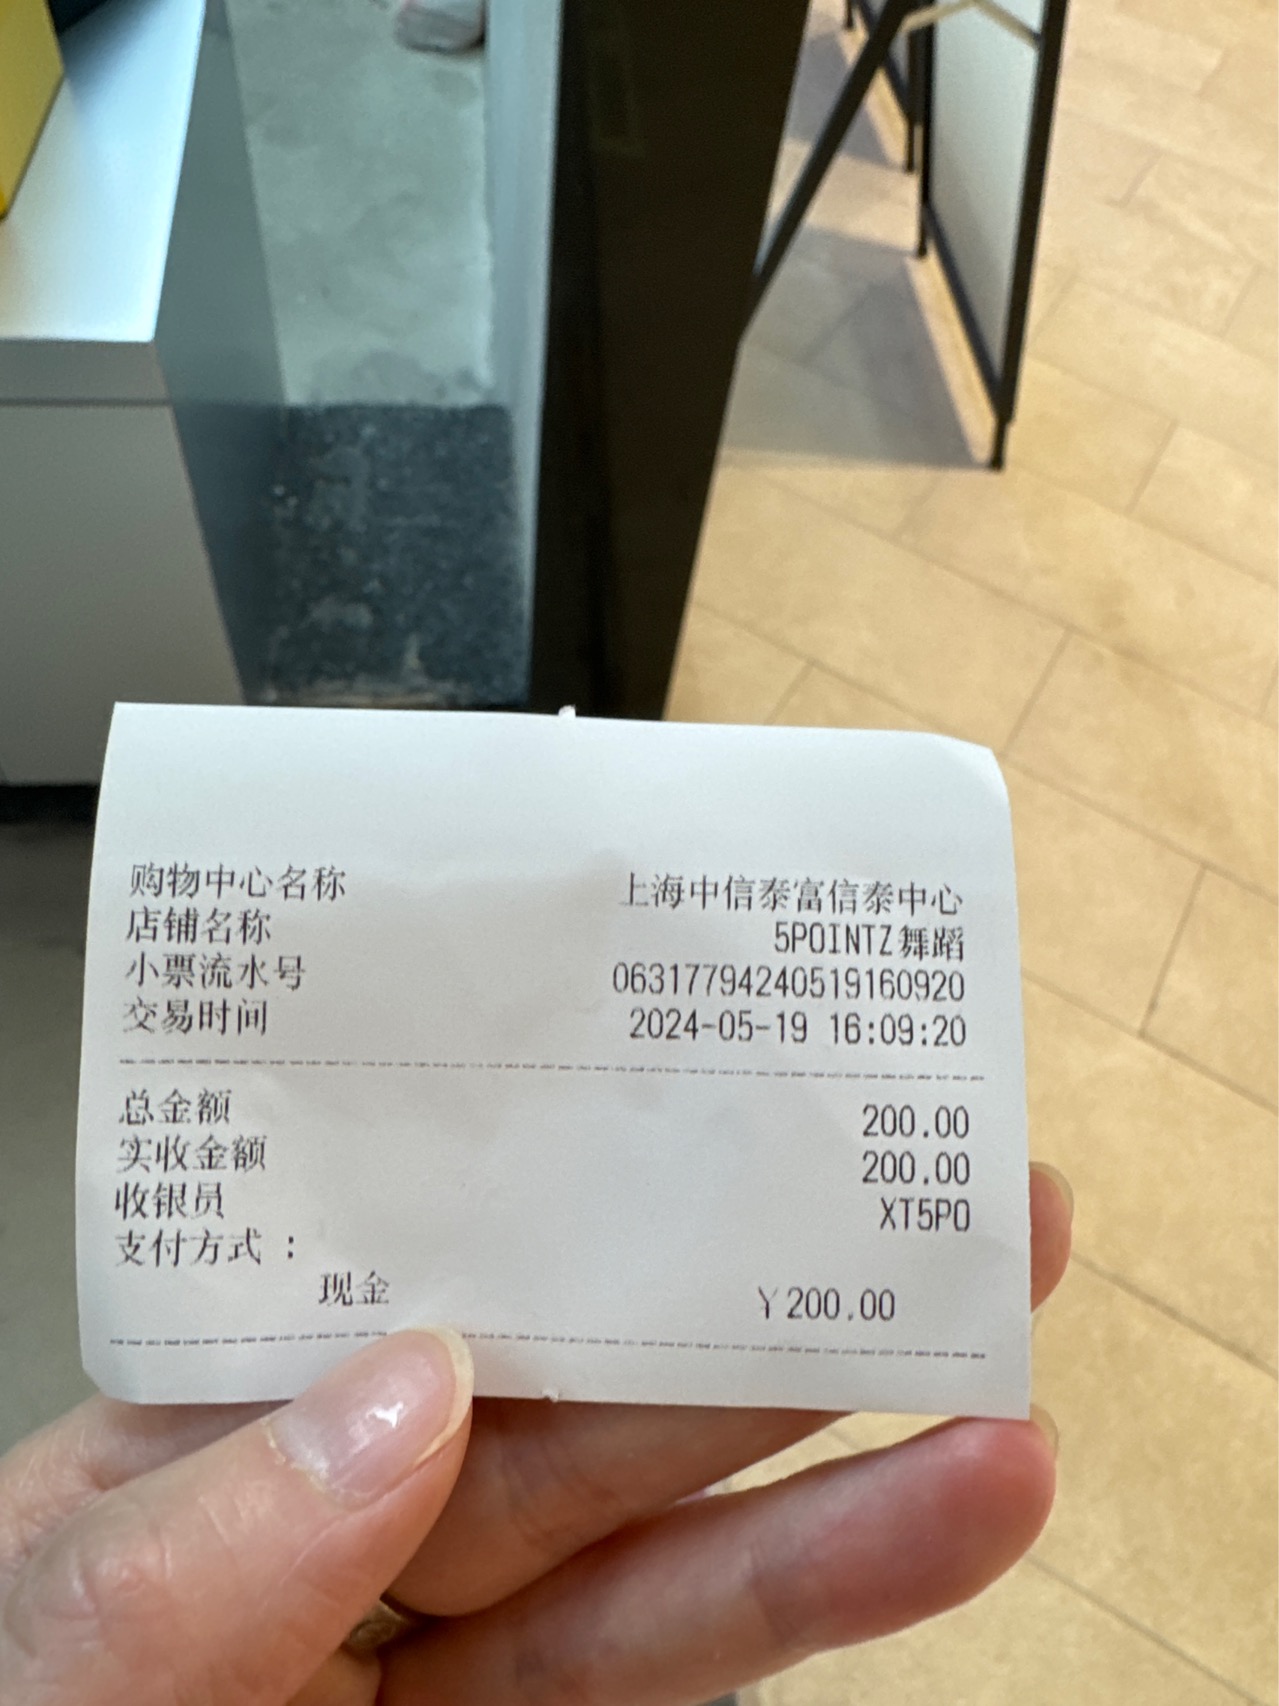 购物中心名称 上海中信泰富信泰中心
店铺名称 5POINTZ舞蹈
小票流水号 06317794240519160920
交易时间 2024-05-19 16:09:20
总金额 200.00
实收金额 200.00
收银员 XT5PO
支付方式 :
现金 ¥200.00